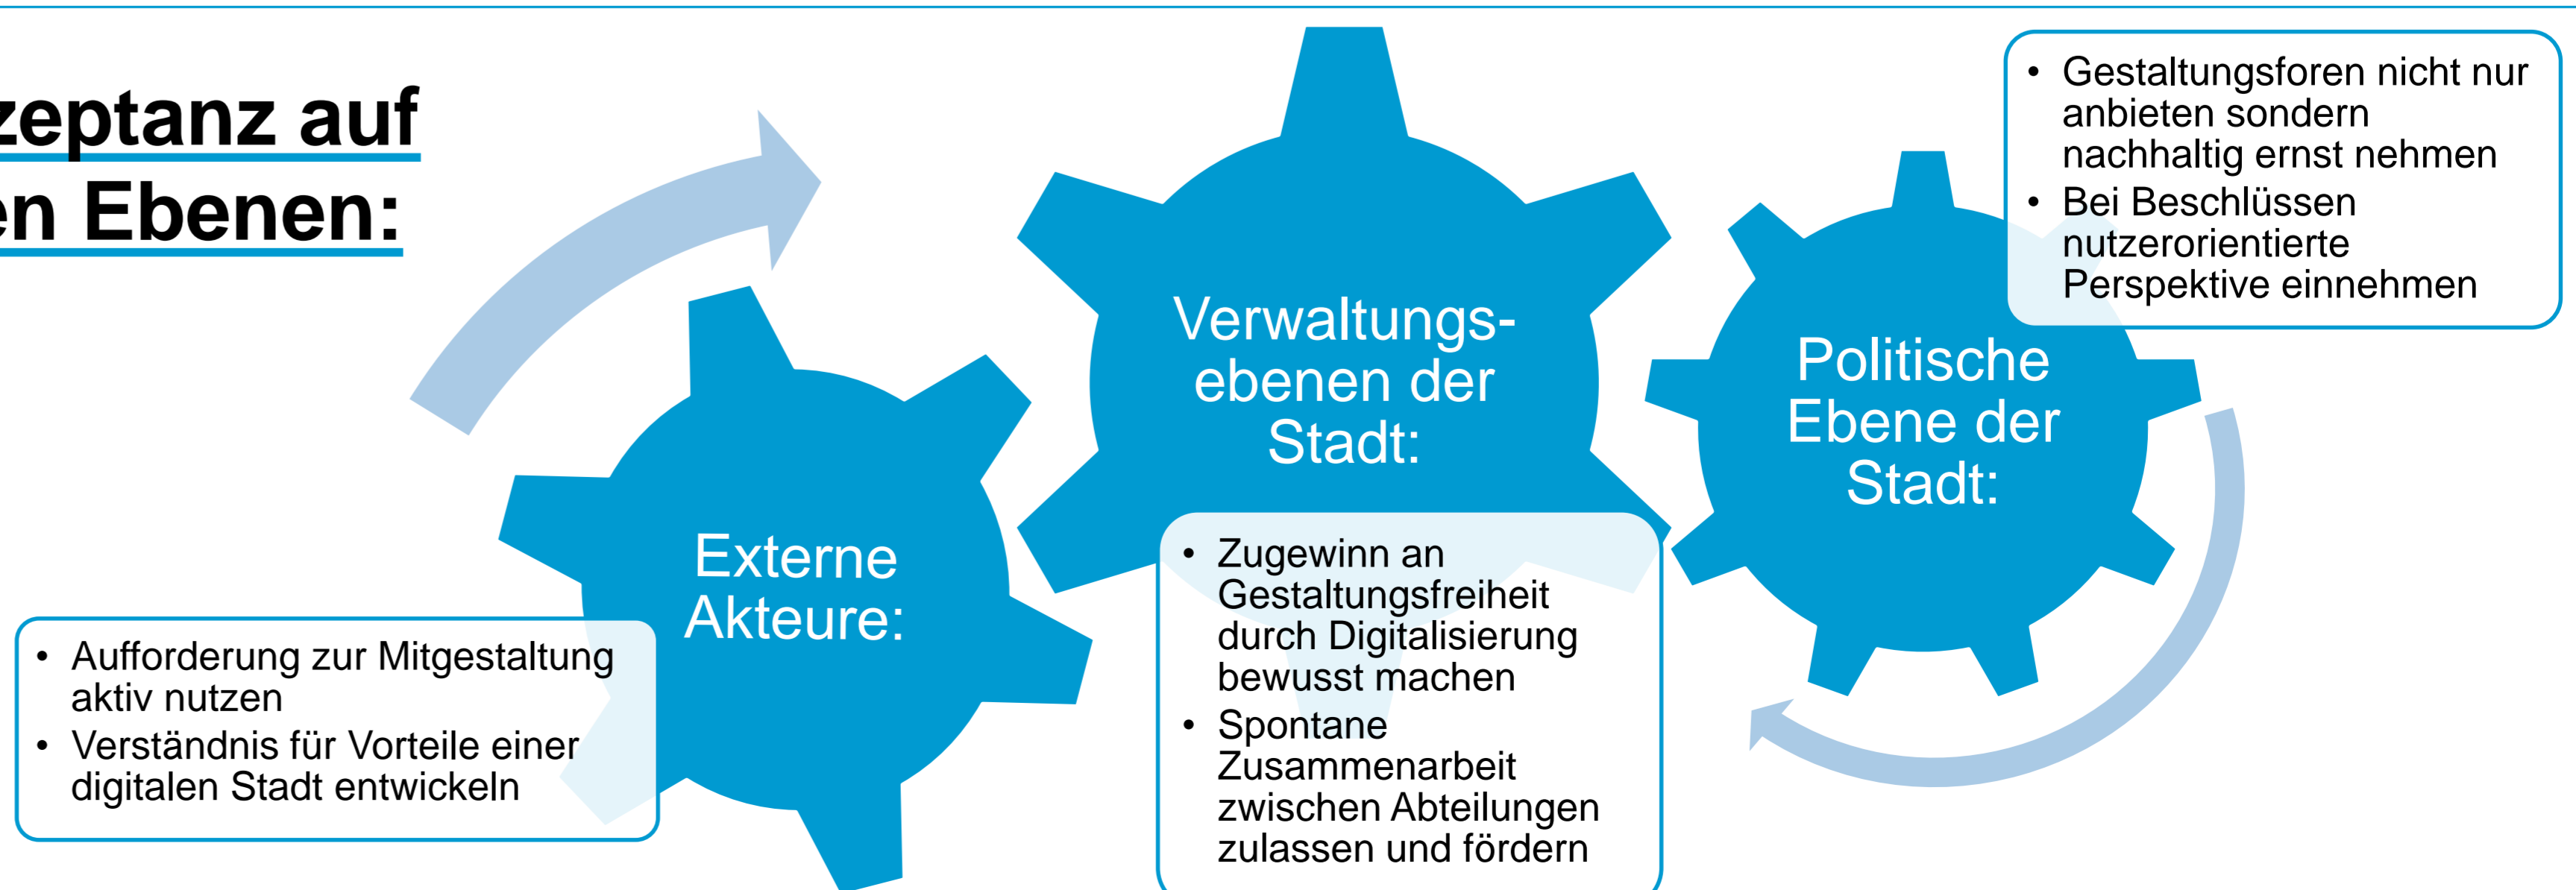 zeptanz auf
en Ebenen:
Externe
Akteure:
• Aufforderung zur Mitgestaltung
aktiv nutzen
• Verständnis für Vorteile einer
digitalen Stadt entwickeln
Verwaltungs-
ebenen der
Stadt:
• Zugewinn an
Gestaltungsfreiheit
durch Digitalisierung
bewusst machen
• Spontane
Zusammenarbeit
zwischen Abteilungen
zulassen und fördern
Politische
Ebene der
Stadt:
• Gestaltungsforen nicht nur
anbieten sondern
nachhaltig ernst nehmen
• Bei Beschlüssen
nutzerorientierte
Perspektive einnehmen